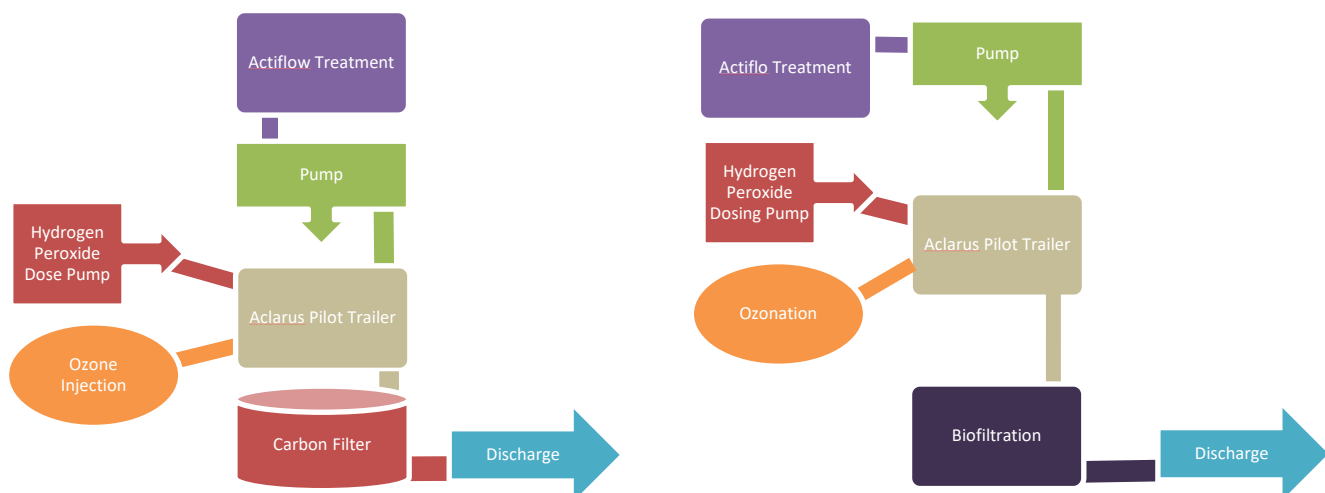 Actiflow Treatment
Pump
Hydrogen
Peroxide
Dose Pump
Aclarus Pilot Trailer
Ozone
Injection
Carbon Filter
Discharge
Actiflo Treatment
Pump
Hydrogen
Peroxide
Dosing Pump
Aclarus Pilot Trailer
Ozonation
Biofiltration
Discharge